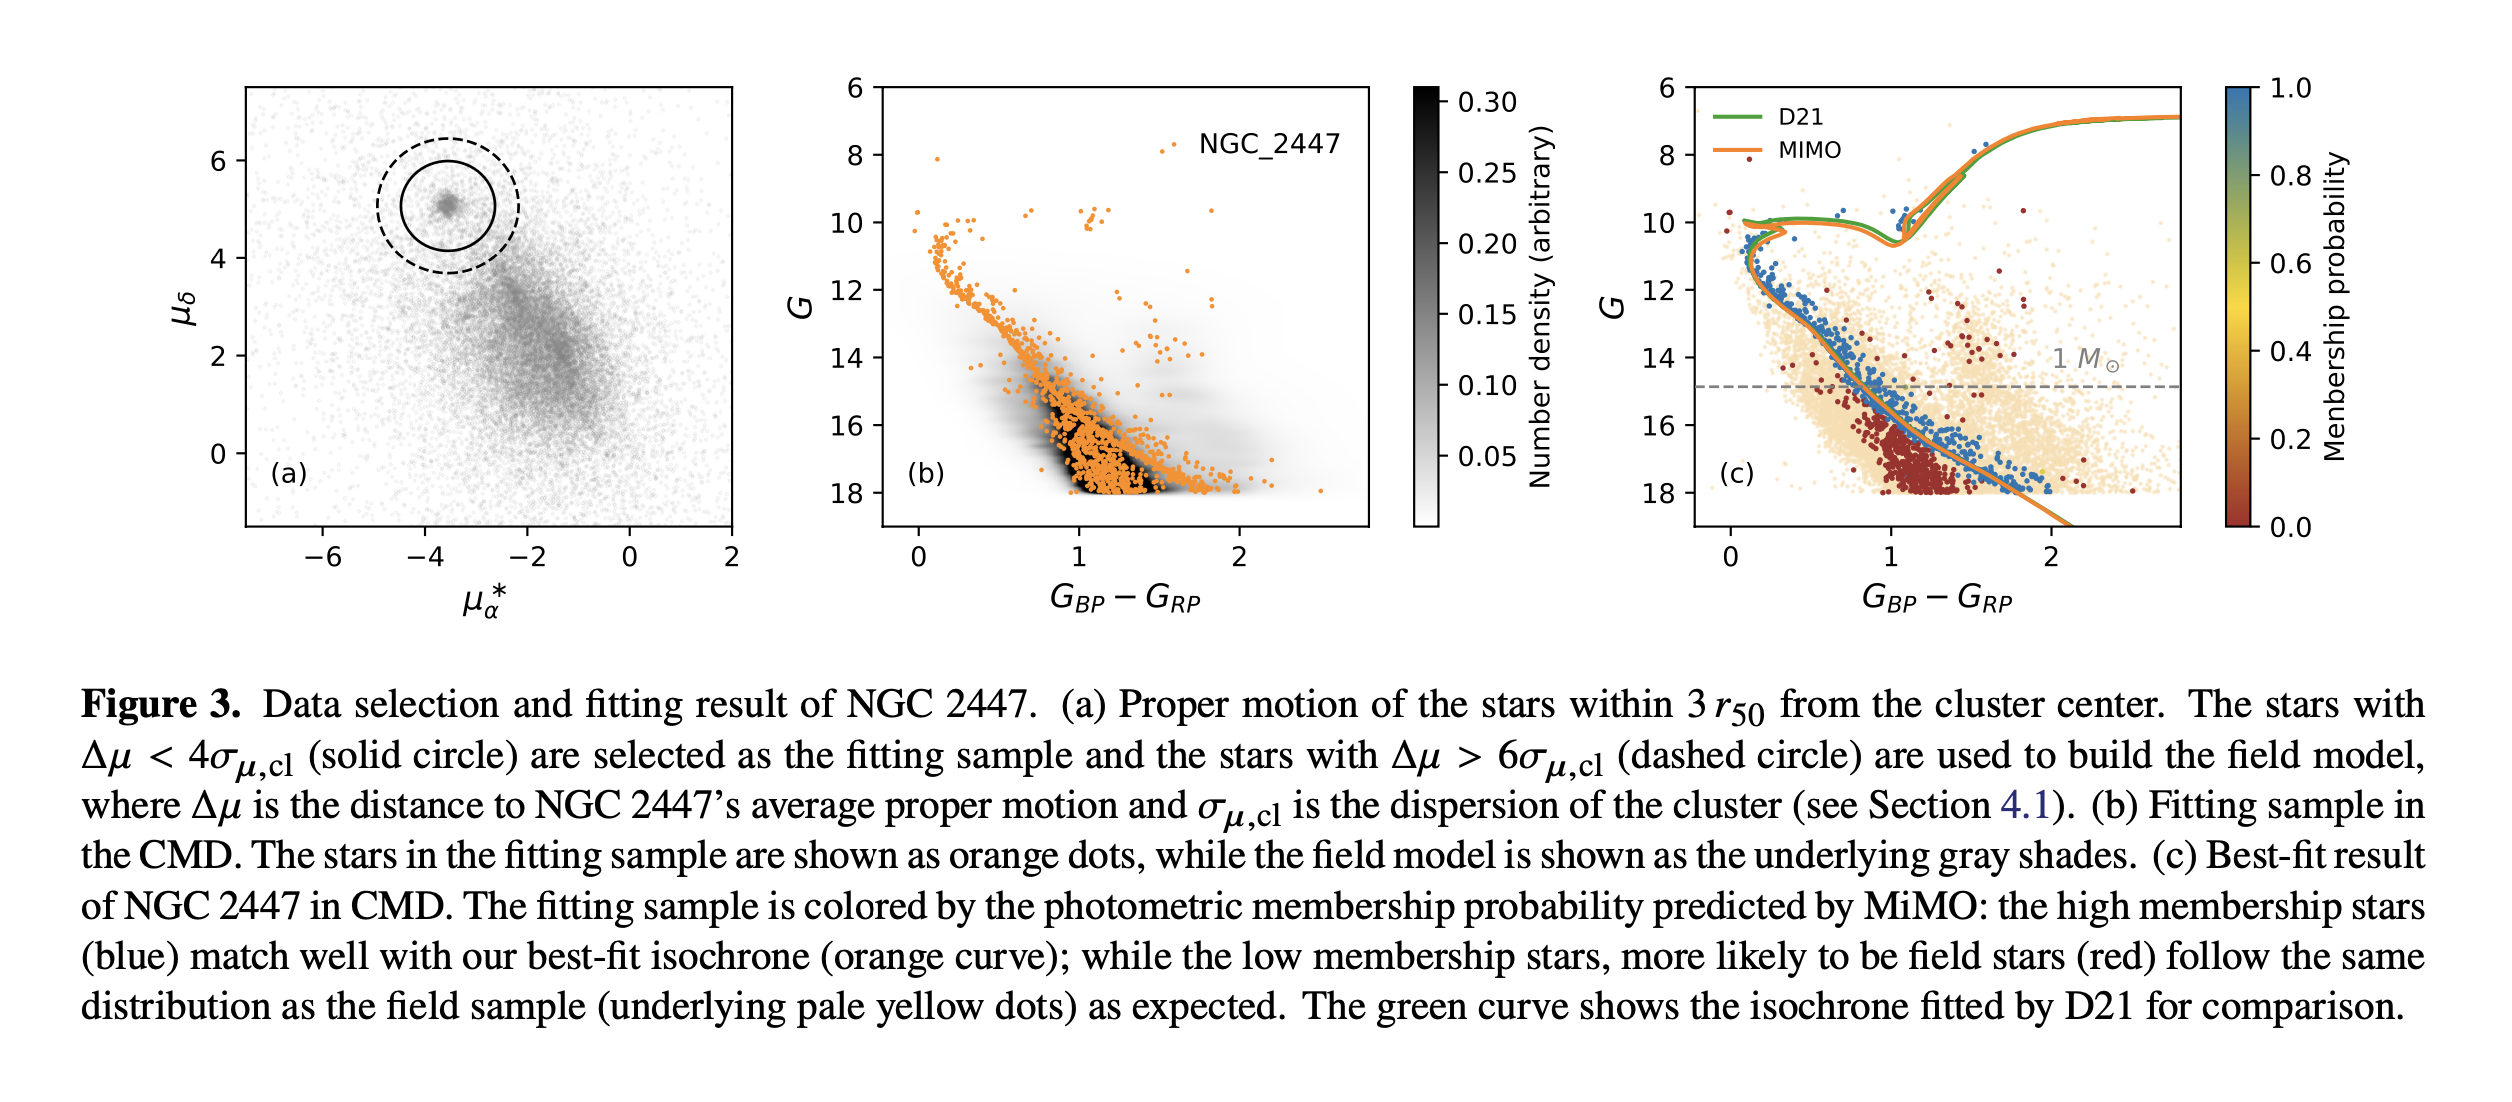 6
4
2
0
−6
−4
−2
0
2
μδ
μα*
(a)
6
8
10
12
14
16
18
0
1
2
G
GBP − GRP
NGC_2447
(b)
0.30
0.25
0.20
0.15
0.10
0.05
Number density (arbitrary)
6
8
10
12
14
16
18
0
1
2
G
GBP − GRP
D21
MIMO
1 M⊙
(c)
1.0
0.8
0.6
0.4
0.2
0.0
Menbership probability
Figure 3. Data selection and fitting result of NGC 2447. (a) Proper motion of the stars within 3 r50 from the cluster center. The stars with
Δμ < 4σμ,cl (solid circle) are selected as the fitting sample and the stars with Δμ > 6σμ,cl (dashed circle) are used to build the field model,
where Δμ is the distance to NGC 2447’s average proper motion and σμ,cl is the dispersion of the cluster (see Section 4.1). (b) Fitting sample in
the CMD. The stars in the fitting sample are shown as orange dots, while the field model is shown as the underlying gray shades. (c) Best-fit result
of NGC 2447 in CMD. The fitting sample is colored by the photometric membership probability predicted by MiMO: the high membership stars
(blue) match well with our best-fit isochrone (orange curve); while the low membership stars, more likely to be field stars (red) follow the same
distribution as the field sample (underlying pale yellow dots) as expected. The green curve shows the isochrone fitted by D21 for comparison.